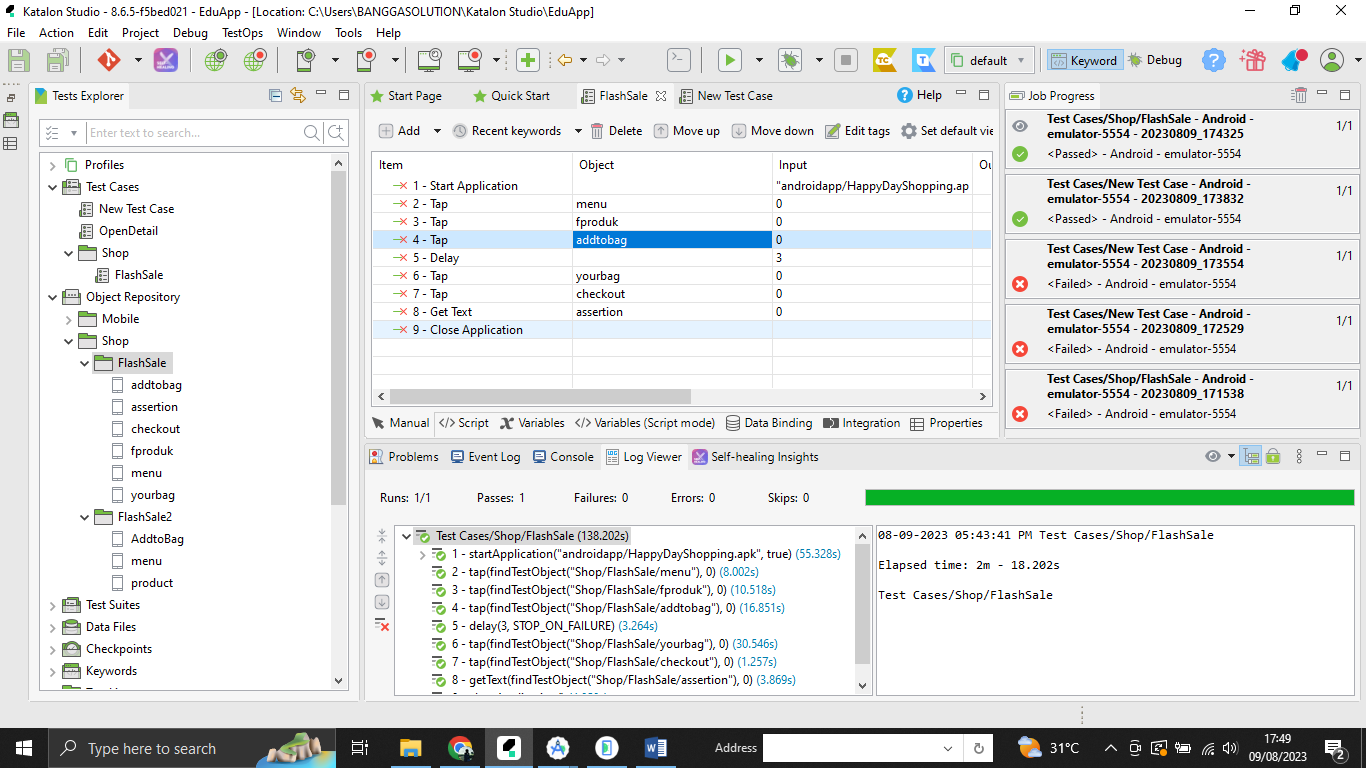 Katalon Studio - 8.6.5-f5bed021 - EduApp - [Location: C:\Users\BANGGASOLUTION\Katalon Studio\EduApp]
File Action Edit Project Debug TestOps Window Tools Help
default Keyword Debug
Tests Explorer
Enter text to search...
Profiles
Test Cases
New Test Case
OpenDetail
Shop
FlashSale
Object Repository
Mobile
Shop
FlashSale
addtobag
assertion
checkout
fproduk
menu
yourbag
FlashSale2
AddtoBag
menu
product
Test Suites
Data Files
Checkpoints
Keywords
Start Page Quick Start FlashSale New Test Case Help
Add Recent keywords Delete Move up Move down Edit tags Set default vie
Item Object Input Ou
1 - Start Application "androidapp/HappyDayShopping.ap
2 - Tap menu 0
3 - Tap fproduk 0
4 - Tap addtobag 0
5 - Delay 3
6 - Tap yourbag 0
7 - Tap checkout 0
8 - Get Text assertion 0
9 - Close Application
Manual </> Script Variables </> Variables (Script mode) Data Binding Integration Properties
Job Progress
Test Cases/Shop/FlashSale - Android - 1/1
emulator-5554 - 20230809_174325
<Passed> - Android - emulator-5554
Test Cases/New Test Case - Android - 1/1
emulator-5554 - 20230809_173832
<Passed> - Android - emulator-5554
Test Cases/New Test Case - Android - 1/1
emulator-5554 - 20230809_173554
<Failed> - Android - emulator-5554
Test Cases/New Test Case - Android - 1/1
emulator-5554 - 20230809_172529
<Failed> - Android - emulator-5554
Test Cases/Shop/FlashSale - Android - 1/1
emulator-5554 - 20230809_171538
<Failed> - Android - emulator-5554
Problems Event Log Console Log Viewer Self-healing Insights
Runs: 1/1 Passes: 1 Failures: 0 Errors: 0 Skips: 0
Test Cases/Shop/FlashSale (138.202s)
1 - startApplication("androidapp/HappyDayShopping.apk", true) (55.328s)
2 - tap(findTestObject("Shop/FlashSale/menu"), 0) (8.002s)
3 - tap(findTestObject("Shop/FlashSale/fproduk"), 0) (10.518s)
4 - tap(findTestObject("Shop/FlashSale/addtobag"), 0) (16.851s)
5 - delay(3, STOP_ON_FAILURE) (3.264s)
6 - tap(findTestObject("Shop/FlashSale/yourbag"), 0) (30.546s)
7 - tap(findTestObject("Shop/FlashSale/checkout"), 0) (1.257s)
8 - getText(findTestObject("Shop/FlashSale/assertion"), 0) (3.869s)
08-09-2023 05:43:41 PM Test Cases/Shop/FlashSale
Elapsed time: 2m - 18.202s
Test Cases/Shop/FlashSale
Type here to search
Address
31°C
17:49
09/08/2023
2